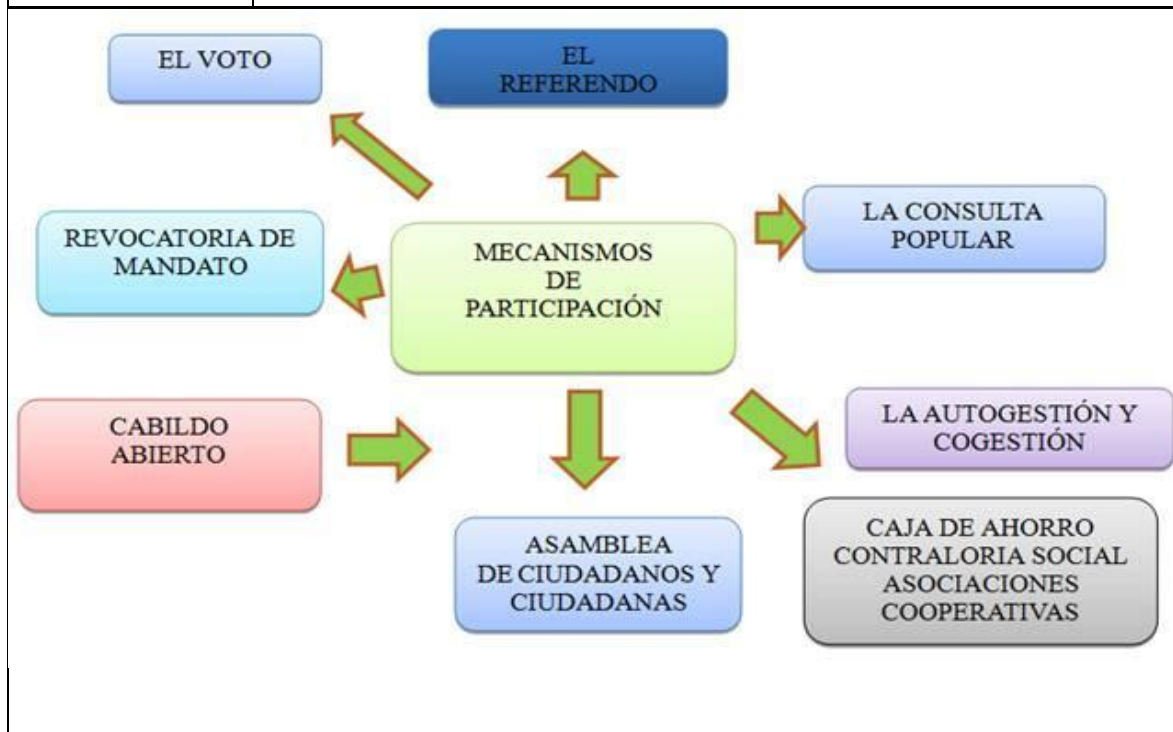 EL VOTO
EL
REFERENDO
REVOCATORIA DE
MANDATO
MECANISMOS
DE
PARTICIPACIÓN
LA CONSULTA
POPULAR
CABILDO
ABIERTO
LA AUTOGESTIÓN Y
COGESTIÓN
ASAMBLEA
DE CIUDADANOS Y
CIUDADANAS
CAJA DE AHORRO
CONTRALORIA SOCIAL
ASOCIACIONES
COOPERATIVAS